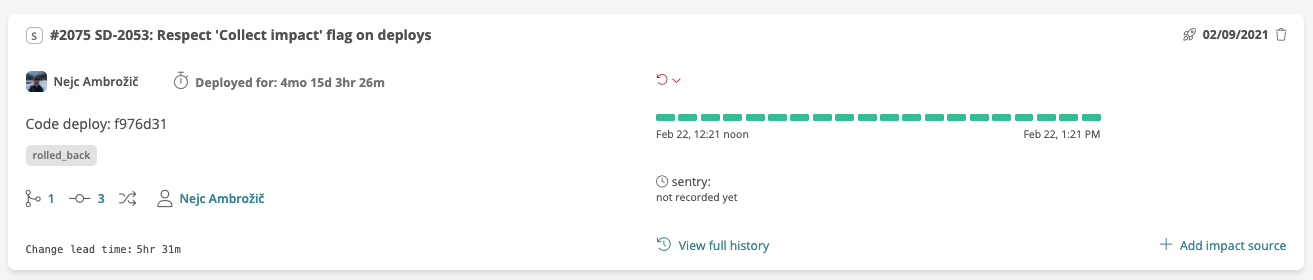 S #2075 SD-2053: Respect 'Collect impact' flag on deploys
02/09/2021
Nejc Ambrožič
Deployed for: 4mo 15d 3hr 26m
Code deploy: f976d31
rolled_back
1 3 Nejc Ambrožič
Change lead time: 5hr 31m
Feb 22, 12:21 noon
Feb 22, 1:21 PM
sentry:
not recorded yet
View full history
Add impact source